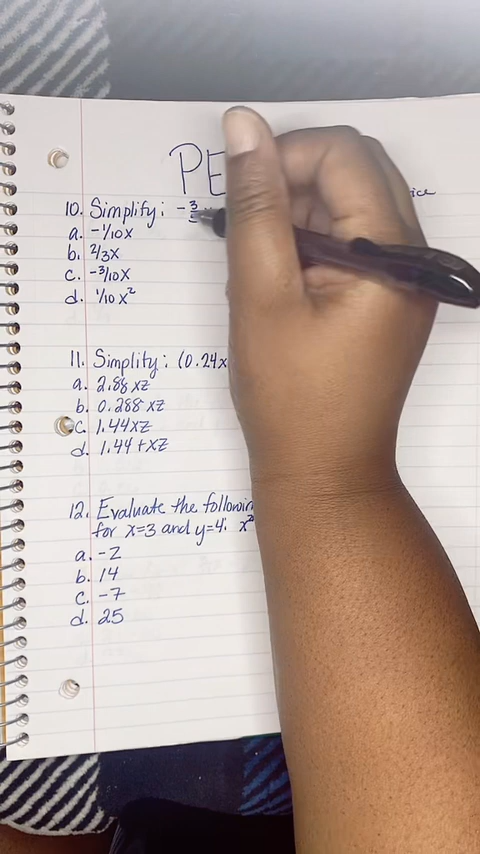 PE
10. Simplify: -3/5
a. -1/10x
b. 2/3x
c. -3/10x
d. 1/10x²
11. Simplify: (0.24x
a. 2.88xz
b. 0.288xz
c. 1.44xz
d. 1.44+xz
12. Evaluate the
for x=3 and y=4: x²
a. -2
b. 14
c. -7
d. 25